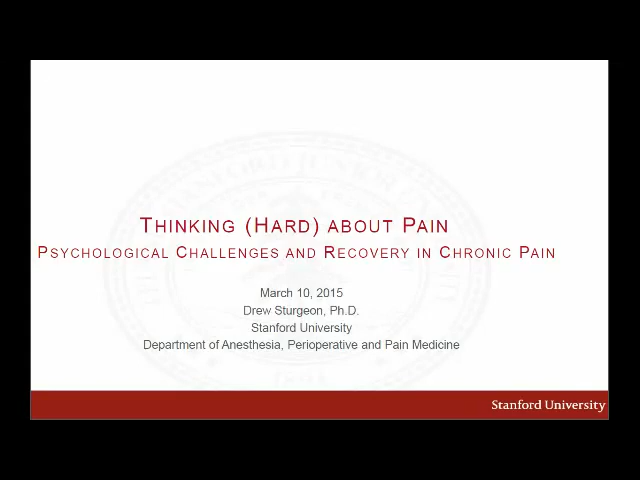 THINKING (HARD) ABOUT PAIN
PSYCHOLOGICAL CHALLENGES AND RECOVERY IN CHRONIC PAIN
March 10, 2015
Drew Sturgeon, Ph.D.
Stanford University
Department of Anesthesia, Perioperative and Pain Medicine
Stanford University